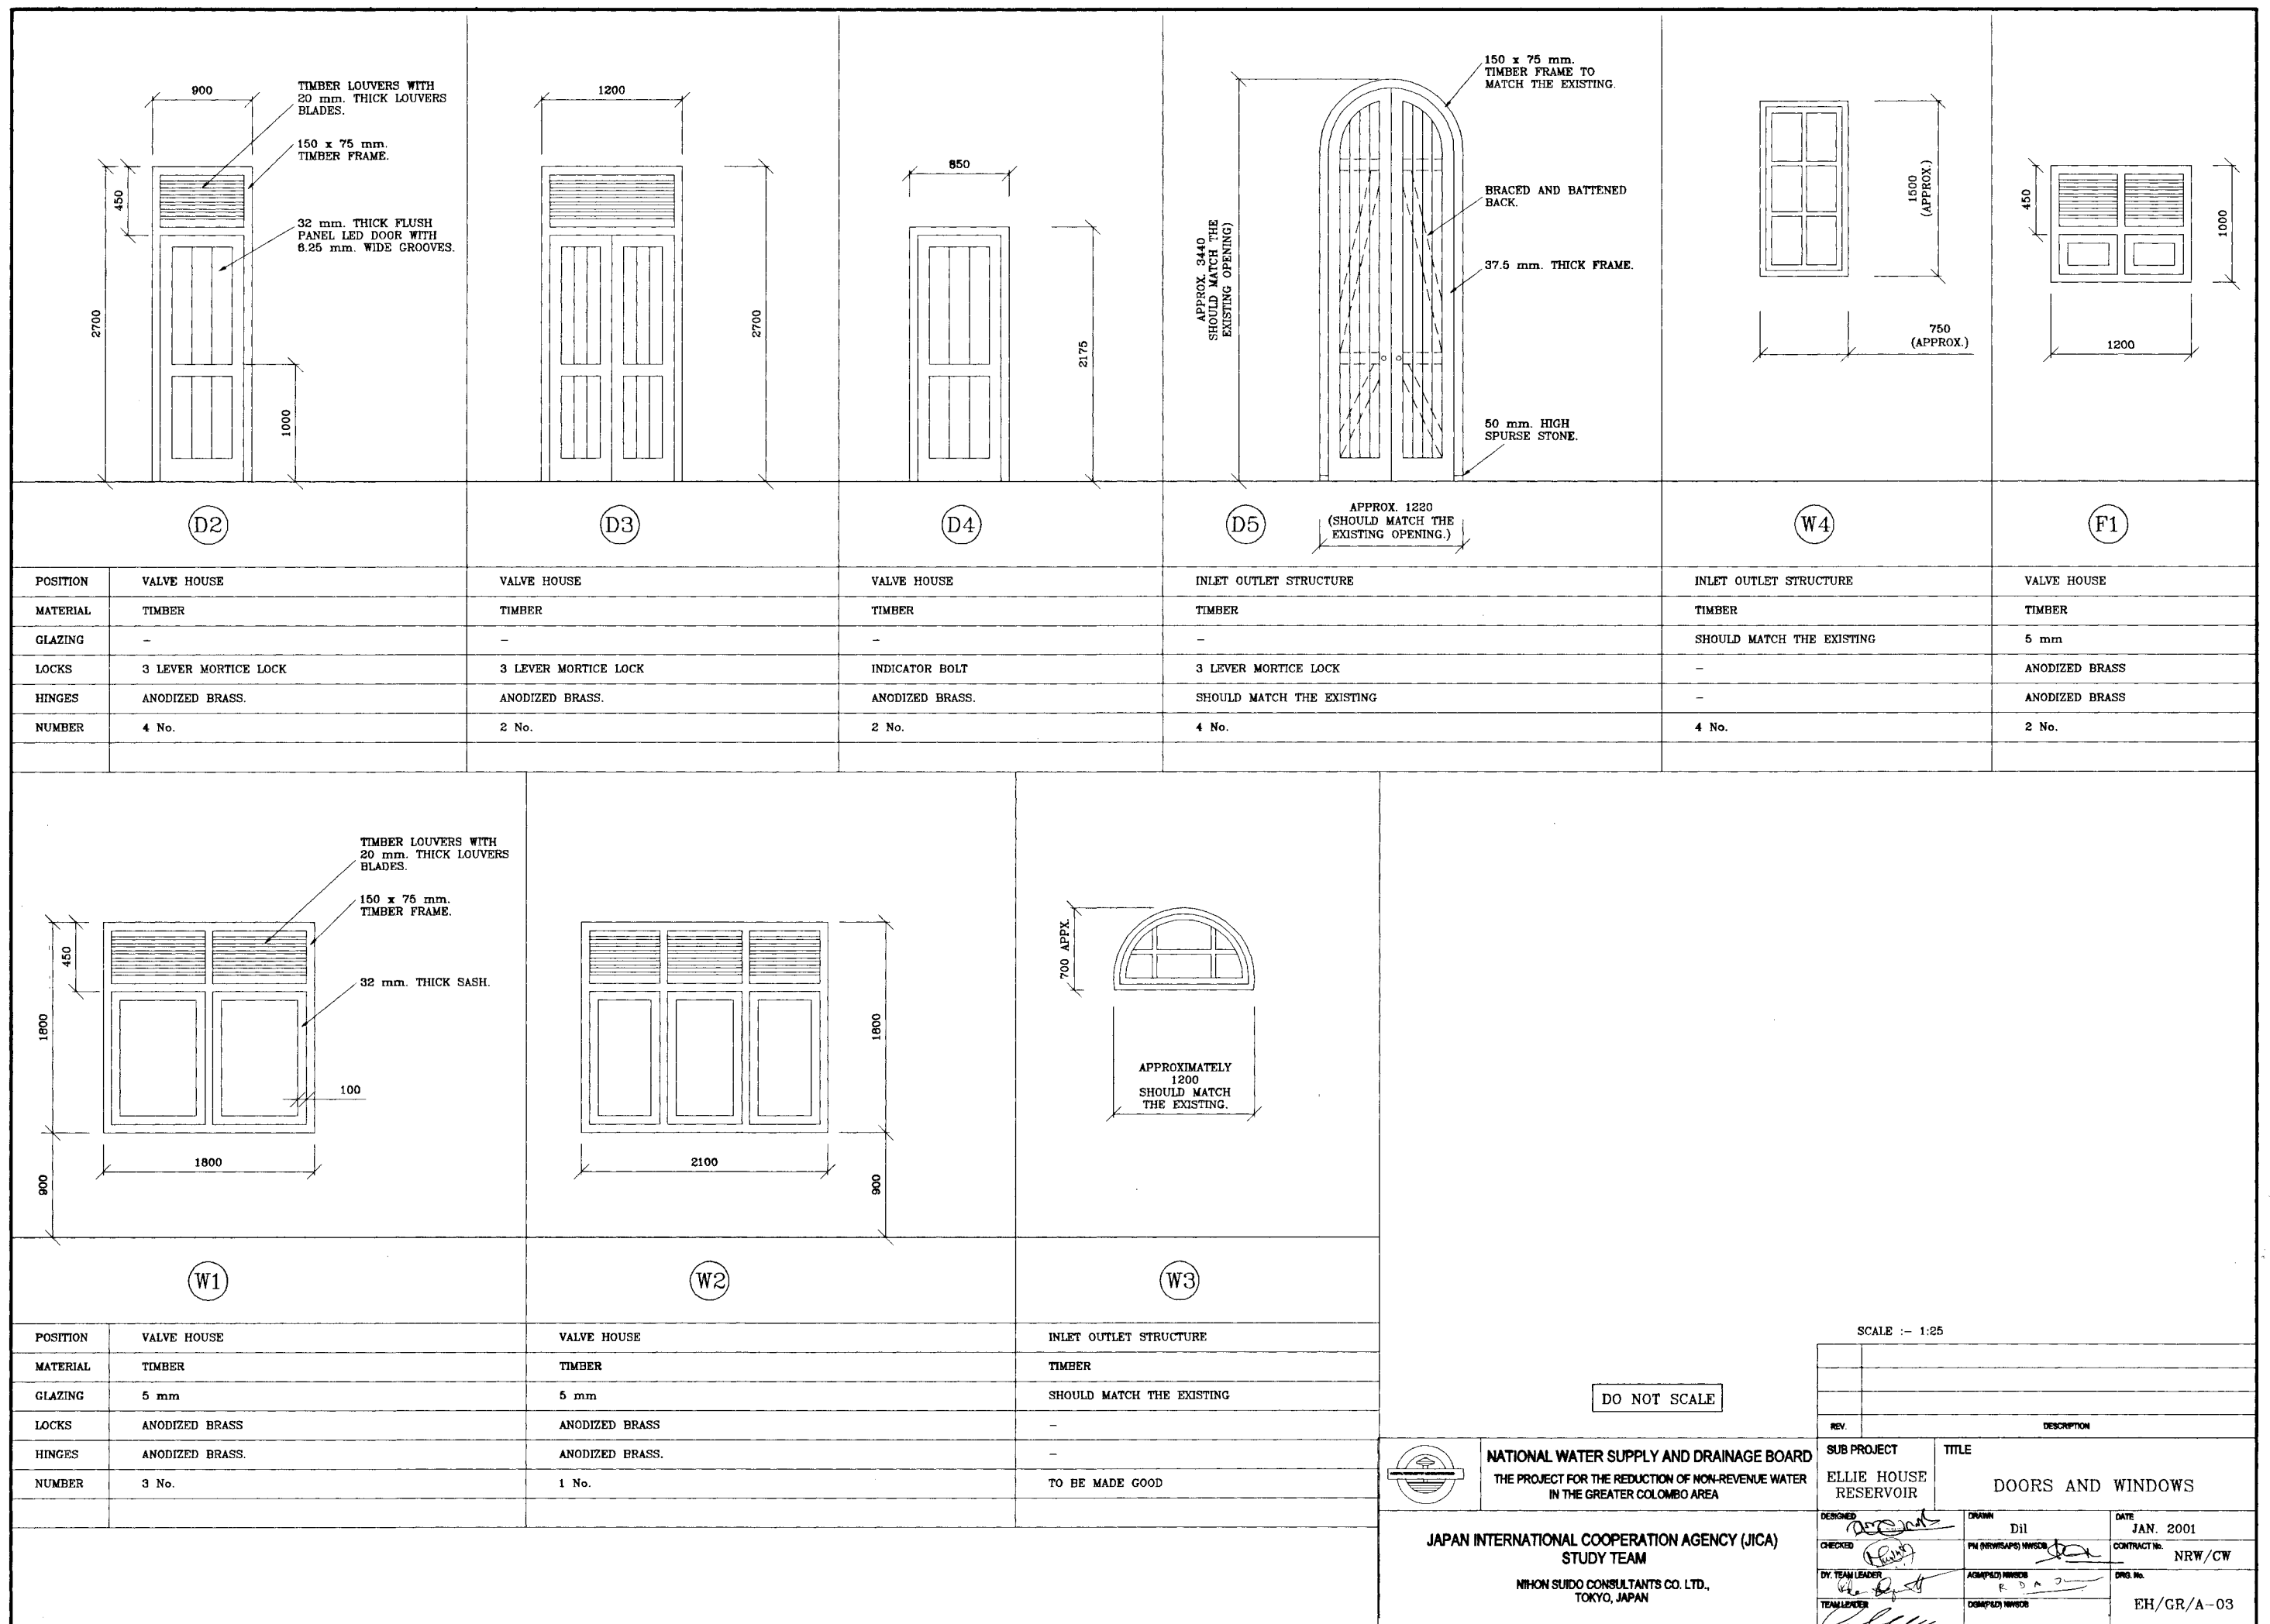 900
TIMBER LOUVERS WITH
20 mm. THICK LOUVERS
BLADES.
150 x 75 mm.
TIMBER FRAME.
450
32 mm. THICK FLUSH
PANEL LED DOOR WITH
6.25 mm. WIDE GROOVES.
2700
1000
1200
2700
850
2175
150 x 75 mm.
TIMBER FRAME TO
MATCH THE EXISTING.
APPROX. 3440
SHOULD MATCH THE
EXISTING OPENING)
BRACED AND BATTENED
BACK.
37.5 mm. THICK FRAME.
50 mm. HIGH
SPURSE STONE.
1500
(APPROX.)
750
(APPROX.)
450
1000
1200
D2
D3
D4
D5
APPROX. 1220
(SHOULD MATCH THE
EXISTING OPENING.)
W4
F1
POSITION VALVE HOUSE VALVE HOUSE VALVE HOUSE INLET OUTLET STRUCTURE INLET OUTLET STRUCTURE VALVE HOUSE
MATERIAL TIMBER TIMBER TIMBER TIMBER TIMBER TIMBER
GLAZING - - - - SHOULD MATCH THE EXISTING 5 mm
LOCKS 3 LEVER MORTICE LOCK 3 LEVER MORTICE LOCK INDICATOR BOLT 3 LEVER MORTICE LOCK - ANODIZED BRASS
HINGES ANODIZED BRASS. ANODIZED BRASS. ANODIZED BRASS. SHOULD MATCH THE EXISTING - ANODIZED BRASS
NUMBER 4 No. 2 No. 2 No. 4 No. 4 No. 2 No.
TIMBER LOUVERS WITH
20 mm. THICK LOUVERS
BLADES.
150 x 75 mm.
TIMBER FRAME.
450
32 mm. THICK SASH.
1800
100
1800
900
1800
2100
900
700 APPX.
APPROXIMATELY
1200
SHOULD MATCH
THE EXISTING.
W1
W2
W3
POSITION VALVE HOUSE VALVE HOUSE INLET OUTLET STRUCTURE
MATERIAL TIMBER TIMBER TIMBER
GLAZING 5 mm 5 mm SHOULD MATCH THE EXISTING
LOCKS ANODIZED BRASS ANODIZED BRASS -
HINGES ANODIZED BRASS. ANODIZED BRASS. -
NUMBER 3 No. 1 No. TO BE MADE GOOD
SCALE :- 1:25
DO NOT SCALE
REV. DESCRIPTION
NATIONAL WATER SUPPLY AND DRAINAGE BOARD
THE PROJECT FOR THE REDUCTION OF NON-REVENUE WATER
IN THE GREATER COLOMBO AREA
SUB PROJECT
ELLIE HOUSE
RESERVOIR
TITLE
DOORS AND WINDOWS
JAPAN INTERNATIONAL COOPERATION AGENCY (JICA)
STUDY TEAM
NIHON SUIDO CONSULTANTS CO. LTD.,
TOKYO, JAPAN
DESIGNED
DRAWN
Dil
DATE
JAN. 2001
CHECKED
PM (NRW/SAPS) NWSDB
CONTRACT No.
NRW/CW
DY. TEAM LEADER
AGM(P&D) NWSDB
DRG. No.
EH/GR/A-03
TEAM LEADER
DGM(P&D) NWSDB